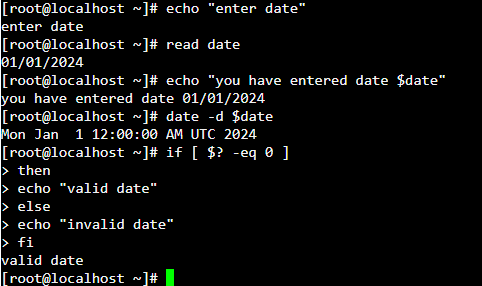 [root@localhost ~]# echo "enter date"
enter date
[root@localhost ~]# read date
01/01/2024
[root@localhost ~]# echo "you have entered date $date"
you have entered date 01/01/2024
[root@localhost ~]# date -d $date
Mon Jan  1 12:00:00 AM UTC 2024
[root@localhost ~]# if [ $? -eq 0 ]
> then
> echo "valid date"
> else
> echo "invalid date"
> fi
valid date
[root@localhost ~]#